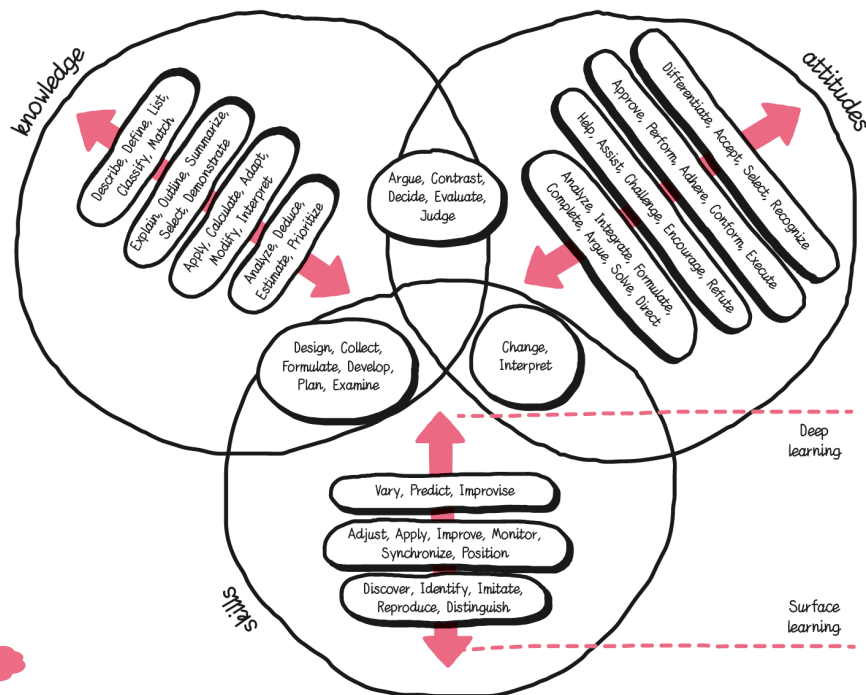 knowledge
Describe, Define, List,
Classify, Match
Explain, Outline, Summarize,
Select, Demonstrate
Apply, Calculate, Adapt,
Modify, Interpret
Analyze, Deduce,
Estimate, Prioritize
Argue, Contrast,
Decide, Evaluate,
Judge
attitudes
Differentiate, Accept, Select, Recognize
Approve, Perform, Adhere, Conform, Execute
Help, Assist, Challenge, Encourage, Refute
Analyze, Integrate, Formulate,
Complete, Argue, Solve, Direct
Design, Collect,
Formulate, Develop,
Plan, Examine
Change,
Interpret
Deep
learning
Vary, Predict, Improvise
Adjust, Apply, Improve, Monitor,
Synchronize, Position
Discover, Identify, Imitate,
Reproduce, Distinguish
skills
Surface
learning